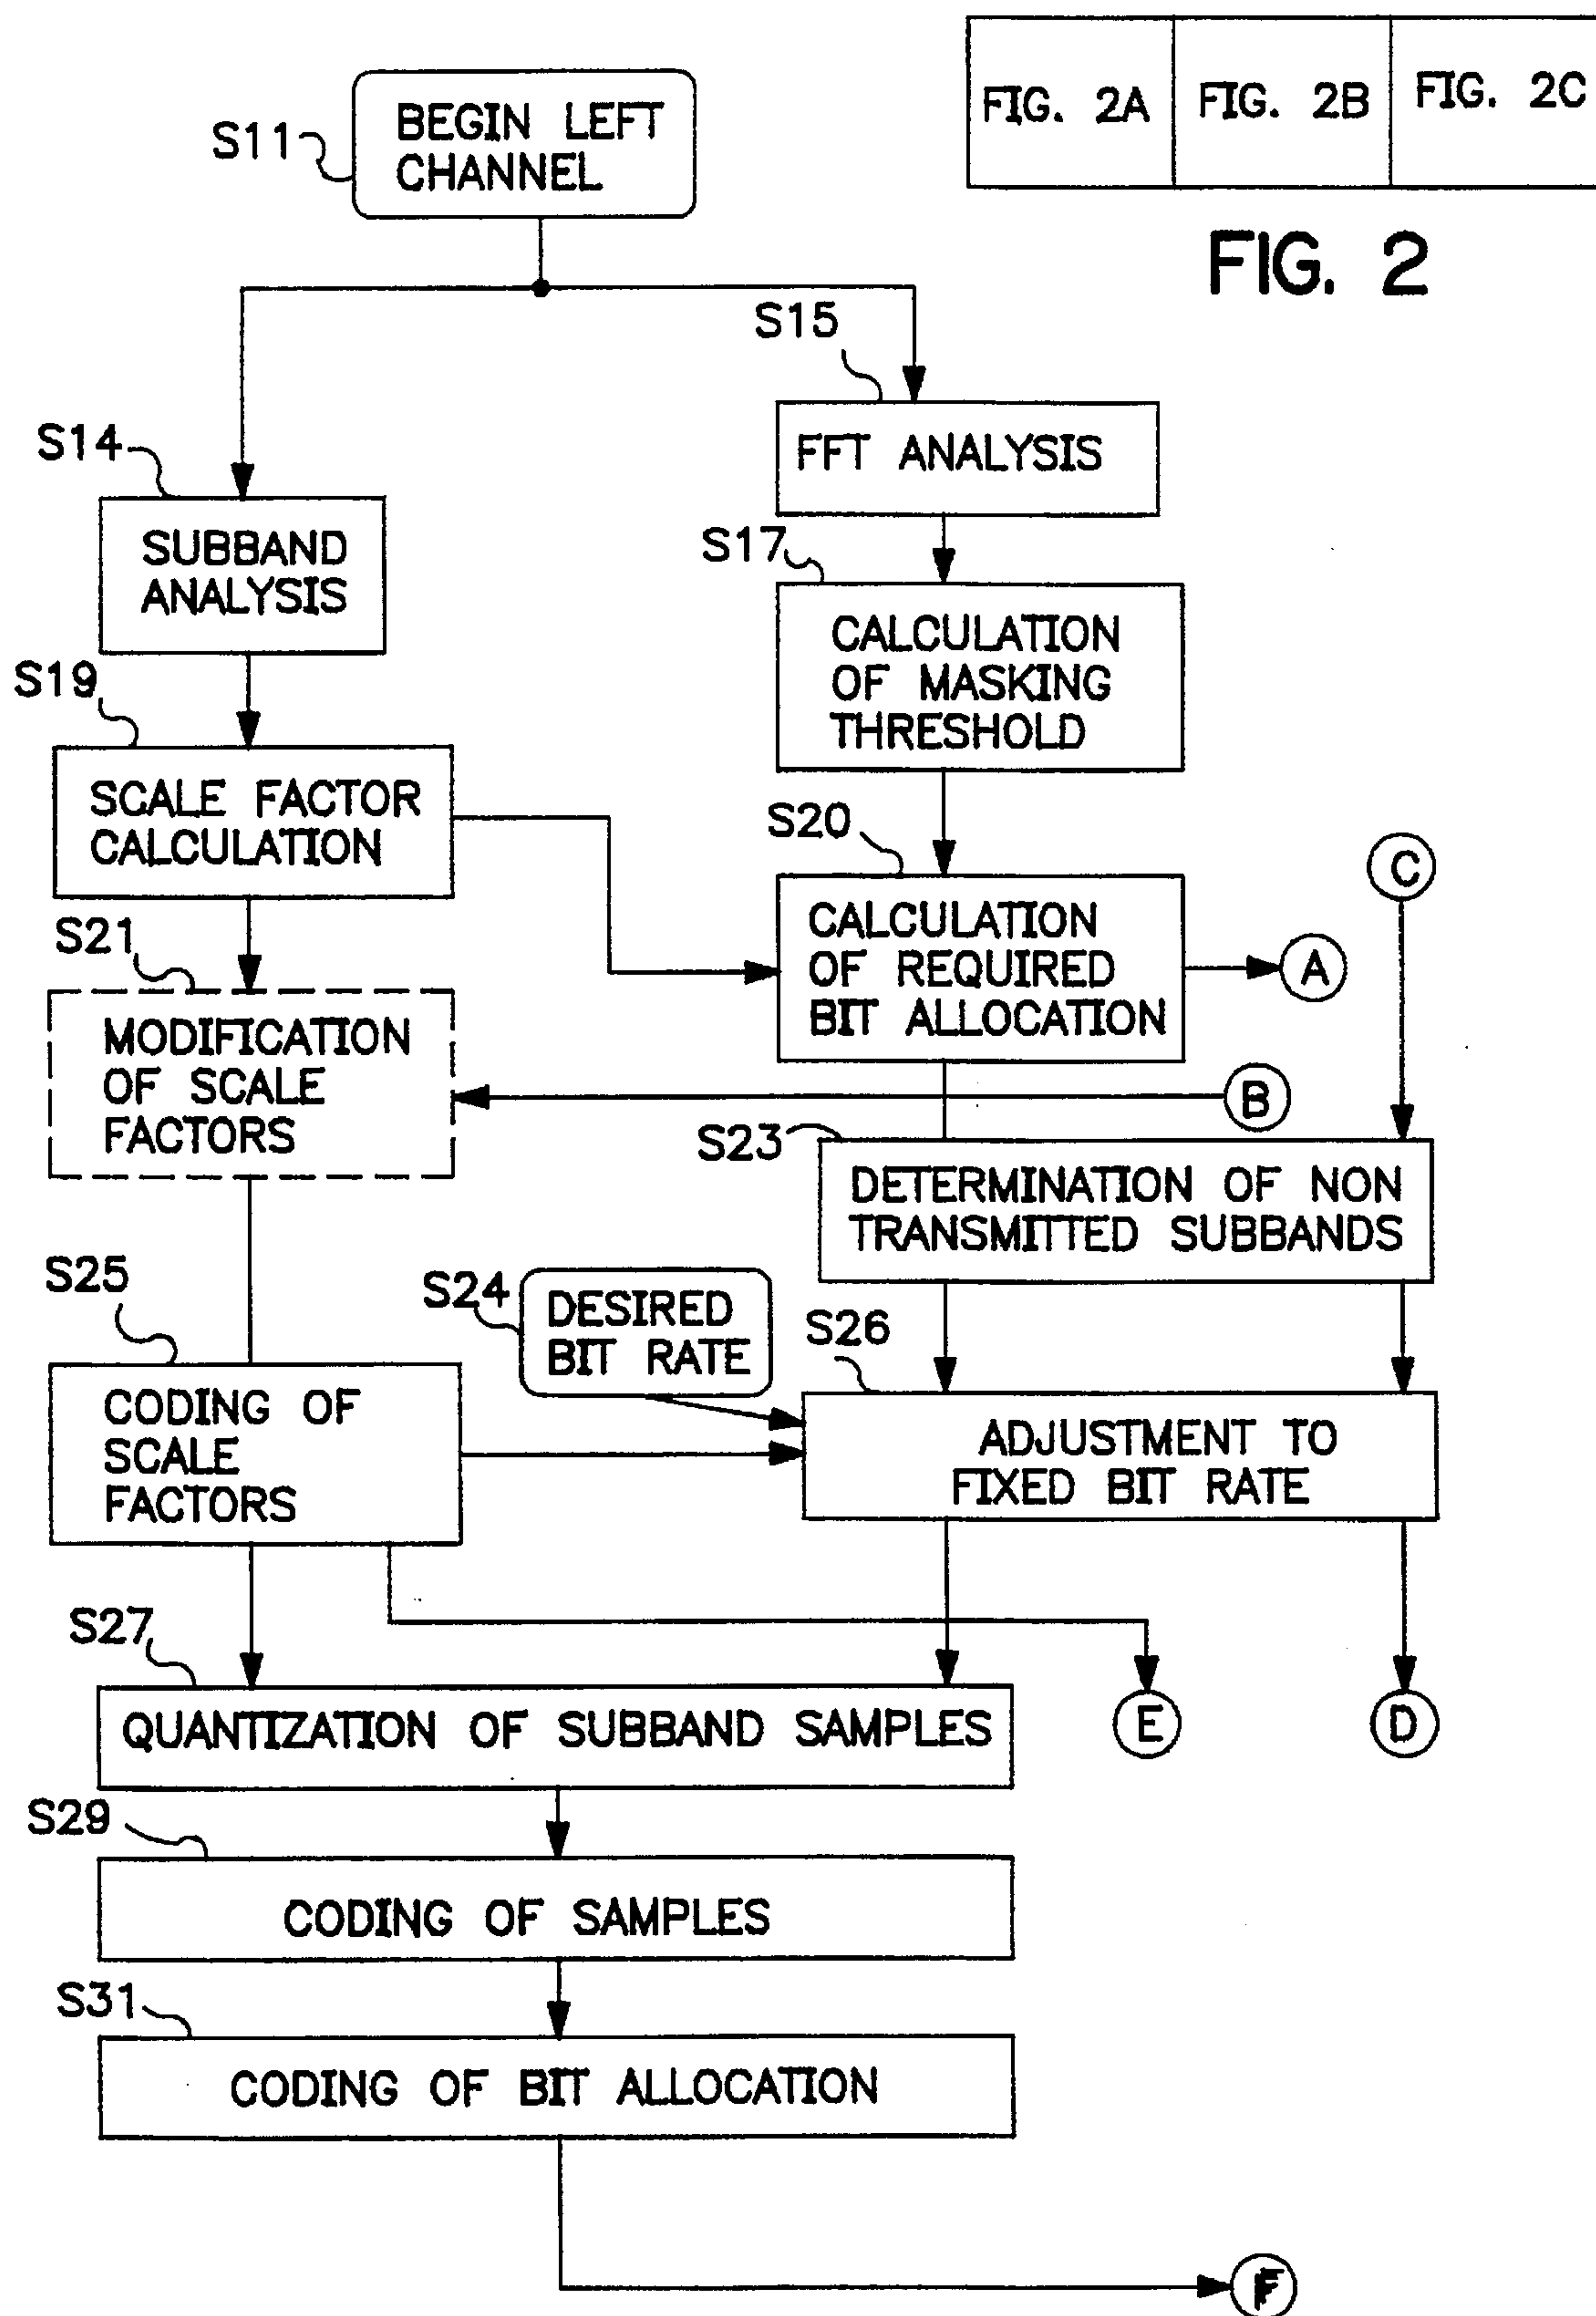 FIG. 2A
FIG. 2B
FIG. 2C
FIG. 2
S11
BEGIN LEFT
CHANNEL
S15
FFT ANALYSIS
S14
SUBBAND
ANALYSIS
S17
CALCULATION
OF MASKING
THRESHOLD
S19
SCALE FACTOR
CALCULATION
S20
CALCULATION
OF REQUIRED
BIT ALLOCATION
C
A
S21
MODIFICATION
OF SCALE
FACTORS
B
S23
DETERMINATION OF NON
TRANSMITTED SUBBANDS
S24
DESIRED
BIT RATE
S25
CODING OF
SCALE
FACTORS
S26
ADJUSTMENT TO
FIXED BIT RATE
S27
QUANTIZATION OF SUBBAND SAMPLES
E
D
S29
CODING OF SAMPLES
S31
CODING OF BIT ALLOCATION
F